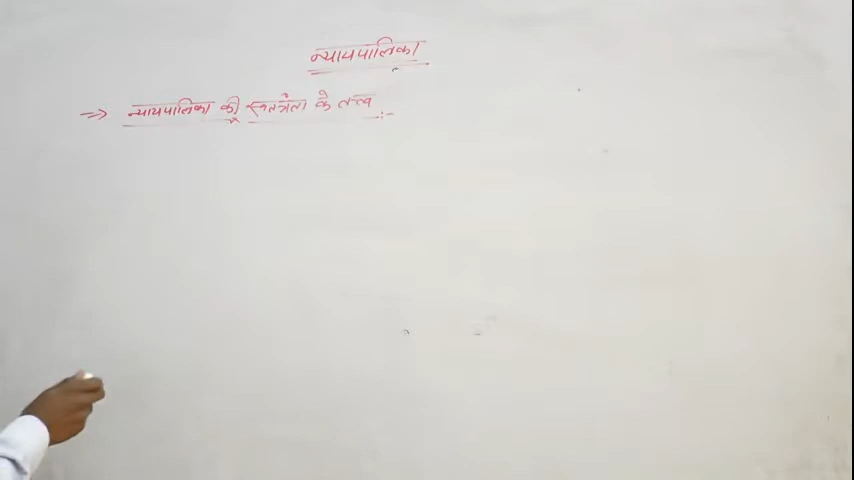 न्यायपालिका
=> न्यायपालिका की स्वतंत्रता के तत्त्व :-